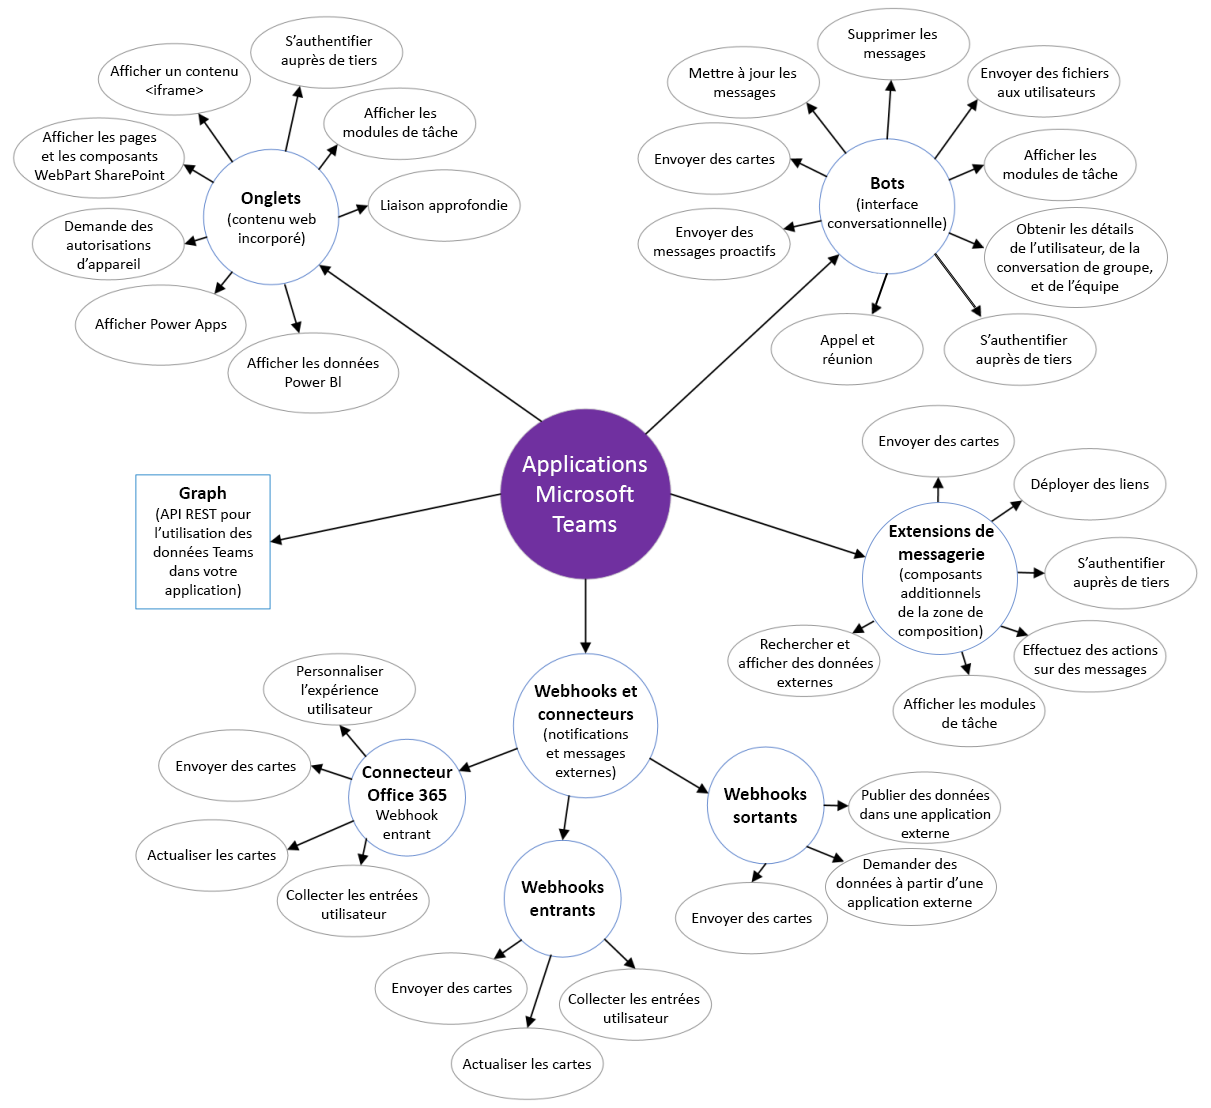 S’authentifier
auprès de tiers
Afficher un contenu
<iframe>
Afficher les
modules de tâche
Afficher les pages
et les composants
WebPart SharePoint
Onglets
(contenu web
incorporé)
Liaison approfondie
Demande des
autorisations
d’appareil
Afficher Power Apps
Afficher les données
Power Bl
Supprimer les
messages
Mettre à jour les
messages
Envoyer des fichiers
aux utilisateurs
Envoyer des cartes
Afficher les
modules de tâche
Bots
(interface
conversationnelle)
Envoyer des
messages proactifs
Obtenir les détails
de l’utilisateur, de la
conversation de groupe,
et de l’équipe
Appel et
réunion
S’authentifier
auprès de tiers
Applications
Microsoft
Teams
Graph
(API REST pour
l’utilisation des
données Teams
dans votre
application)
Envoyer des cartes
Déployer des liens
Extensions de
messagerie
(composants
additionnels
de la zone de
composition)
S’authentifier
auprès de tiers
Rechercher et
afficher des données
externes
Effectuez des actions
sur des messages
Afficher les modules
de tâche
Webhooks et
connecteurs
(notifications
et messages
externes)
Personnaliser
l’expérience
utilisateur
Envoyer des cartes
Connecteur
Office 365
Webhook
entrant
Actualiser les cartes
Collecter les entrées
utilisateur
Webhooks
sortants
Publier des données
dans une application
externe
Demander des
données à partir d’une
application externe
Envoyer des cartes
Webhooks
entrants
Envoyer des cartes
Collecter les entrées
utilisateur
Actualiser les cartes